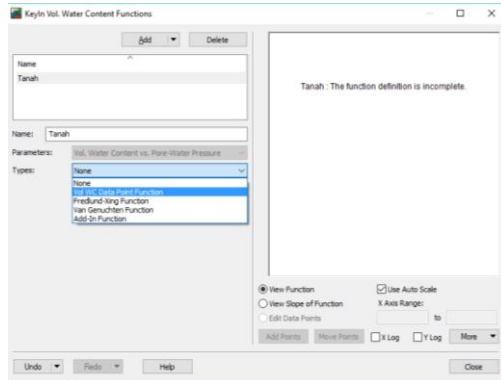 KeyIn Vol. Water Content Functions
Add
Delete
Name
Tanah
Name: Tanah
Parameters: Vol. Water Content vs. Pore-Water Pressure
Types: None
None
Vol WC Data Point Function
Fredlund-Xing Function
Van Genuchten Function
Add-In Function
Tanah : The function definition is incomplete.
View Function
Use Auto Scale
View Slope of Function
X Axis Range:
Edit Data Points
to
Add Points
Move Points
X Log
Y Log
More
Undo
Redo
Help
Close